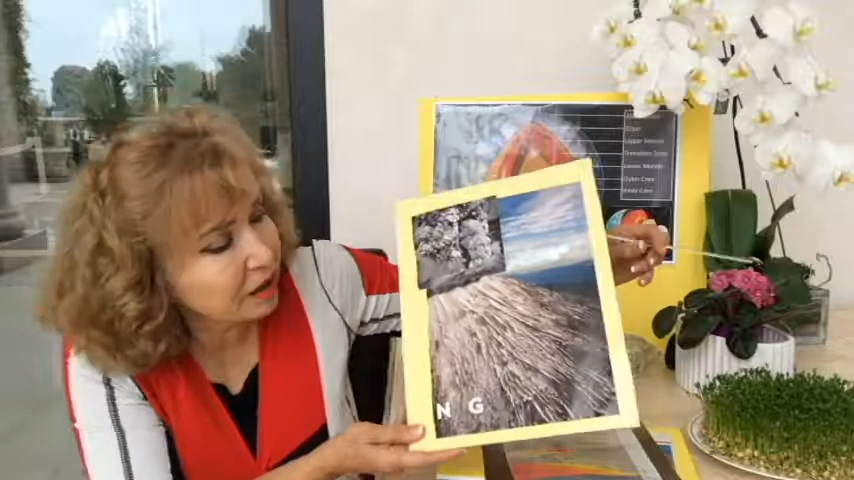 Crust
Upper Mantle
Transition Zone
Lower Mantle
Outer Core
Inner Core
N G